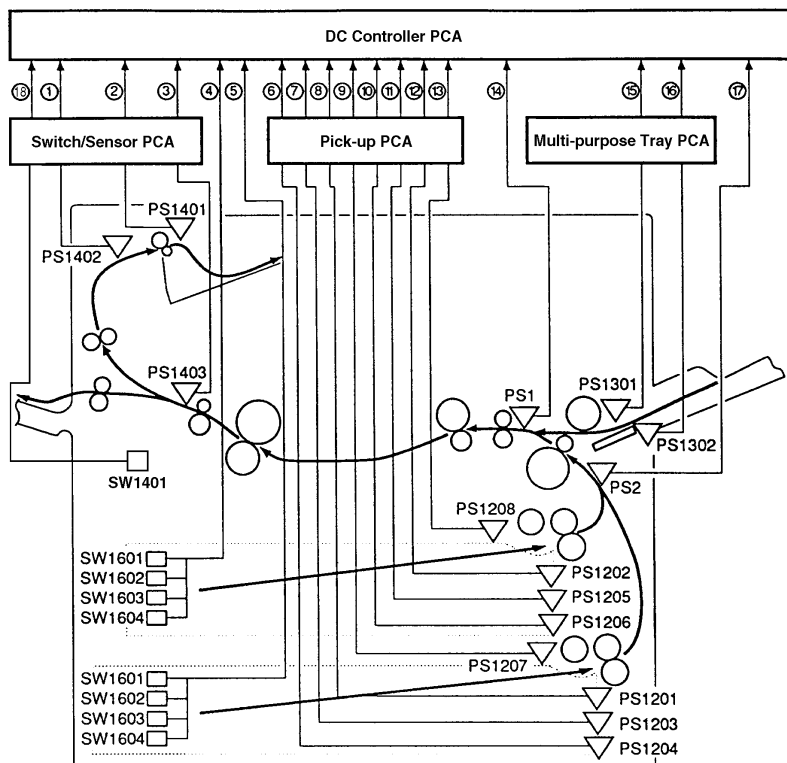 DC Controller PCA
⑱ ① ② ③ ④ ⑤ ⑥ ⑦ ⑧ ⑨ ⑩ ⑪ ⑫ ⑬ ⑭ ⑮ ⑯ ⑰
Switch/Sensor PCA
Pick-up PCA
Multi-purpose Tray PCA
PS1401
PS1402
PS1403
PS1
PS1301
PS1302
SW1401
PS2
PS1208
SW1601
SW1602
SW1603
SW1604
PS1202
PS1205
PS1206
PS1207
SW1601
SW1602
SW1603
SW1604
PS1201
PS1203
PS1204